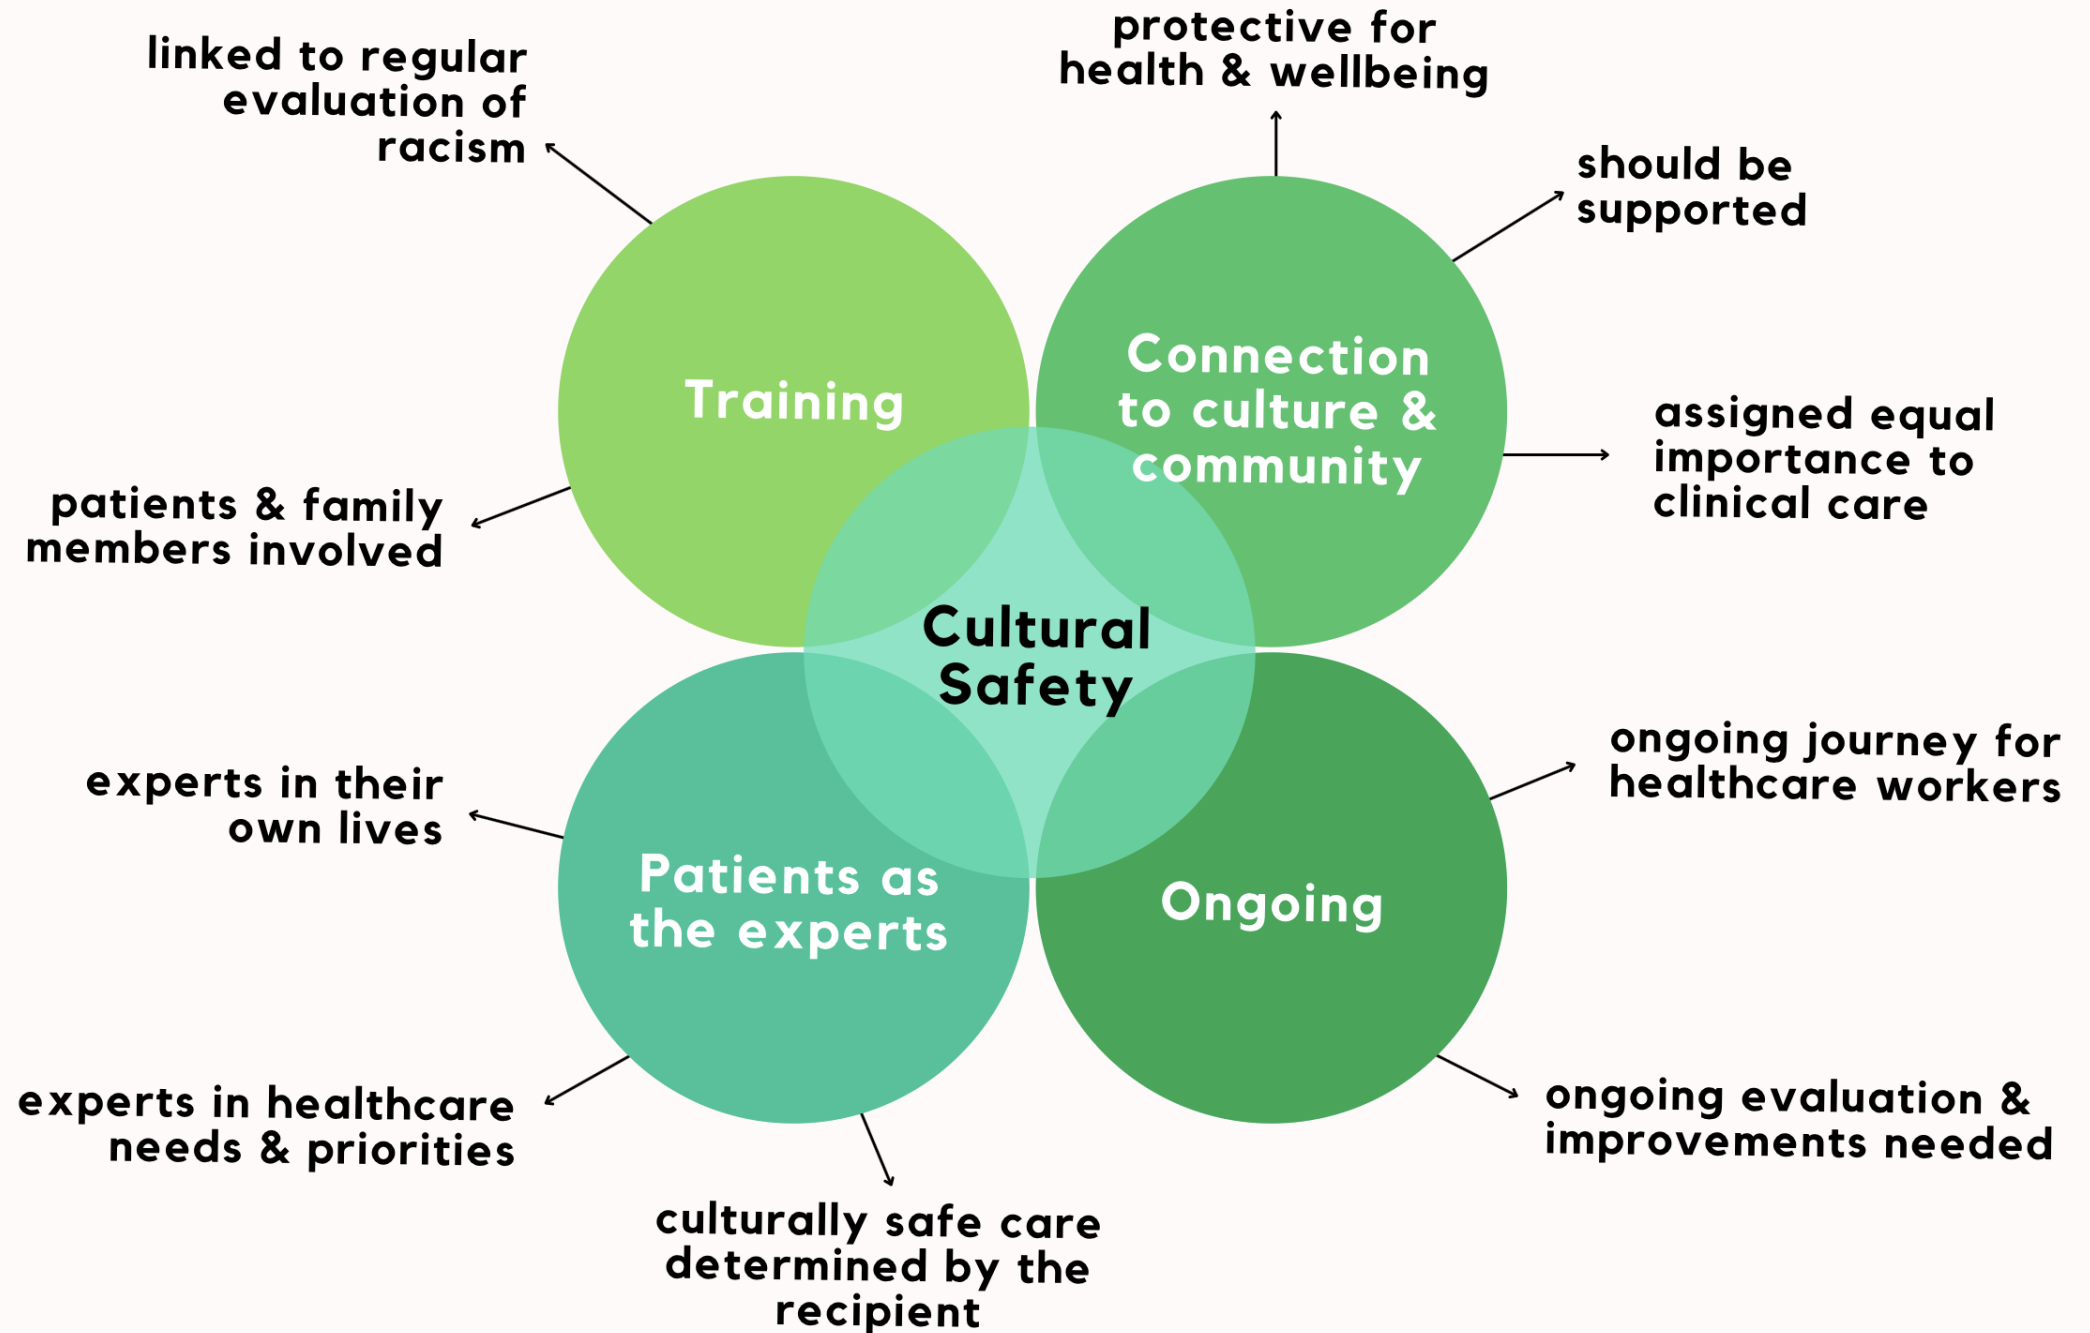 linked to regular
evaluation of
racism
protective for
health & wellbeing
should be
supported
Training
Connection
to culture &
community
assigned equal
importance to
clinical care
patients & family
members involved
Cultural
Safety
experts in their
own lives
ongoing journey for
healthcare workers
Patients as
the experts
Ongoing
experts in healthcare
needs & priorities
ongoing evaluation &
improvements needed
culturally safe care
determined by the
recipient